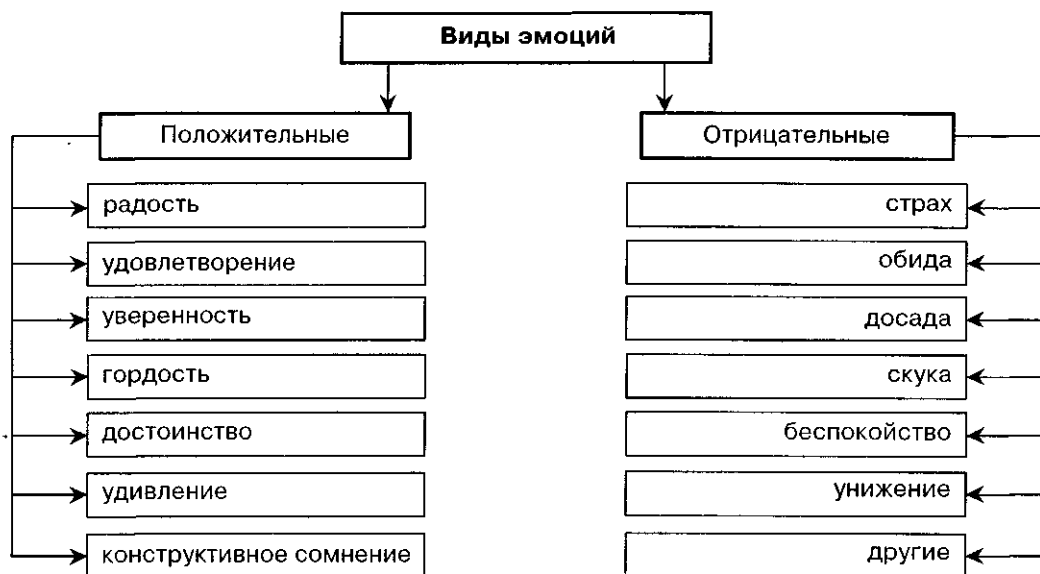 Виды эмоций
Положительные
Отрицательные
радость
удовлетворение
уверенность
гордость
достоинство
удивление
конструктивное сомнение
страх
обида
досада
скука
беспокойство
унижение
другие